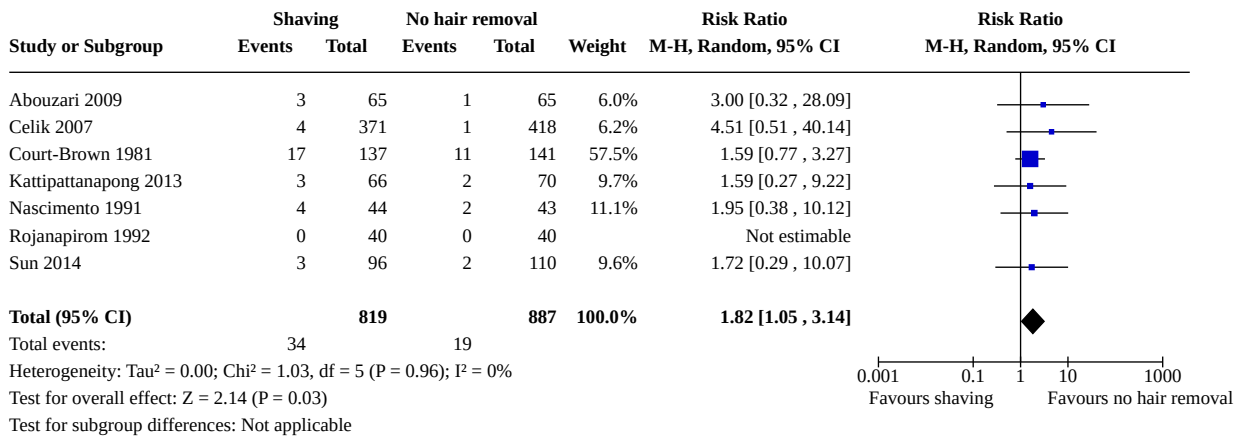 Shaving No hair removal Risk Ratio Risk Ratio
Study or Subgroup Events Total Events Total Weight M-H, Random, 95% CI M-H, Random, 95% CI
Abouzari 2009 3 65 1 65 6.0% 3.00 [0.32 , 28.09]
Celik 2007 4 371 1 418 6.2% 4.51 [0.51 , 40.14]
Court-Brown 1981 17 137 11 141 57.5% 1.59 [0.77 , 3.27]
Kattipattanapong 2013 3 66 2 70 9.7% 1.59 [0.27 , 9.22]
Nascimento 1991 4 44 2 43 11.1% 1.95 [0.38 , 10.12]
Rojanapirom 1992 0 40 0 40 Not estimable
Sun 2014 3 96 2 110 9.6% 1.72 [0.29 , 10.07]
Total (95% CI) 819 887 100.0% 1.82 [1.05 , 3.14]
Total events: 34 19
Heterogeneity: Tau² = 0.00; Chi² = 1.03, df = 5 (P = 0.96); I² = 0%
0.001 0.1 1 10 1000
Test for overall effect: Z = 2.14 (P = 0.03)
Favours shaving Favours no hair removal
Test for subgroup differences: Not applicable